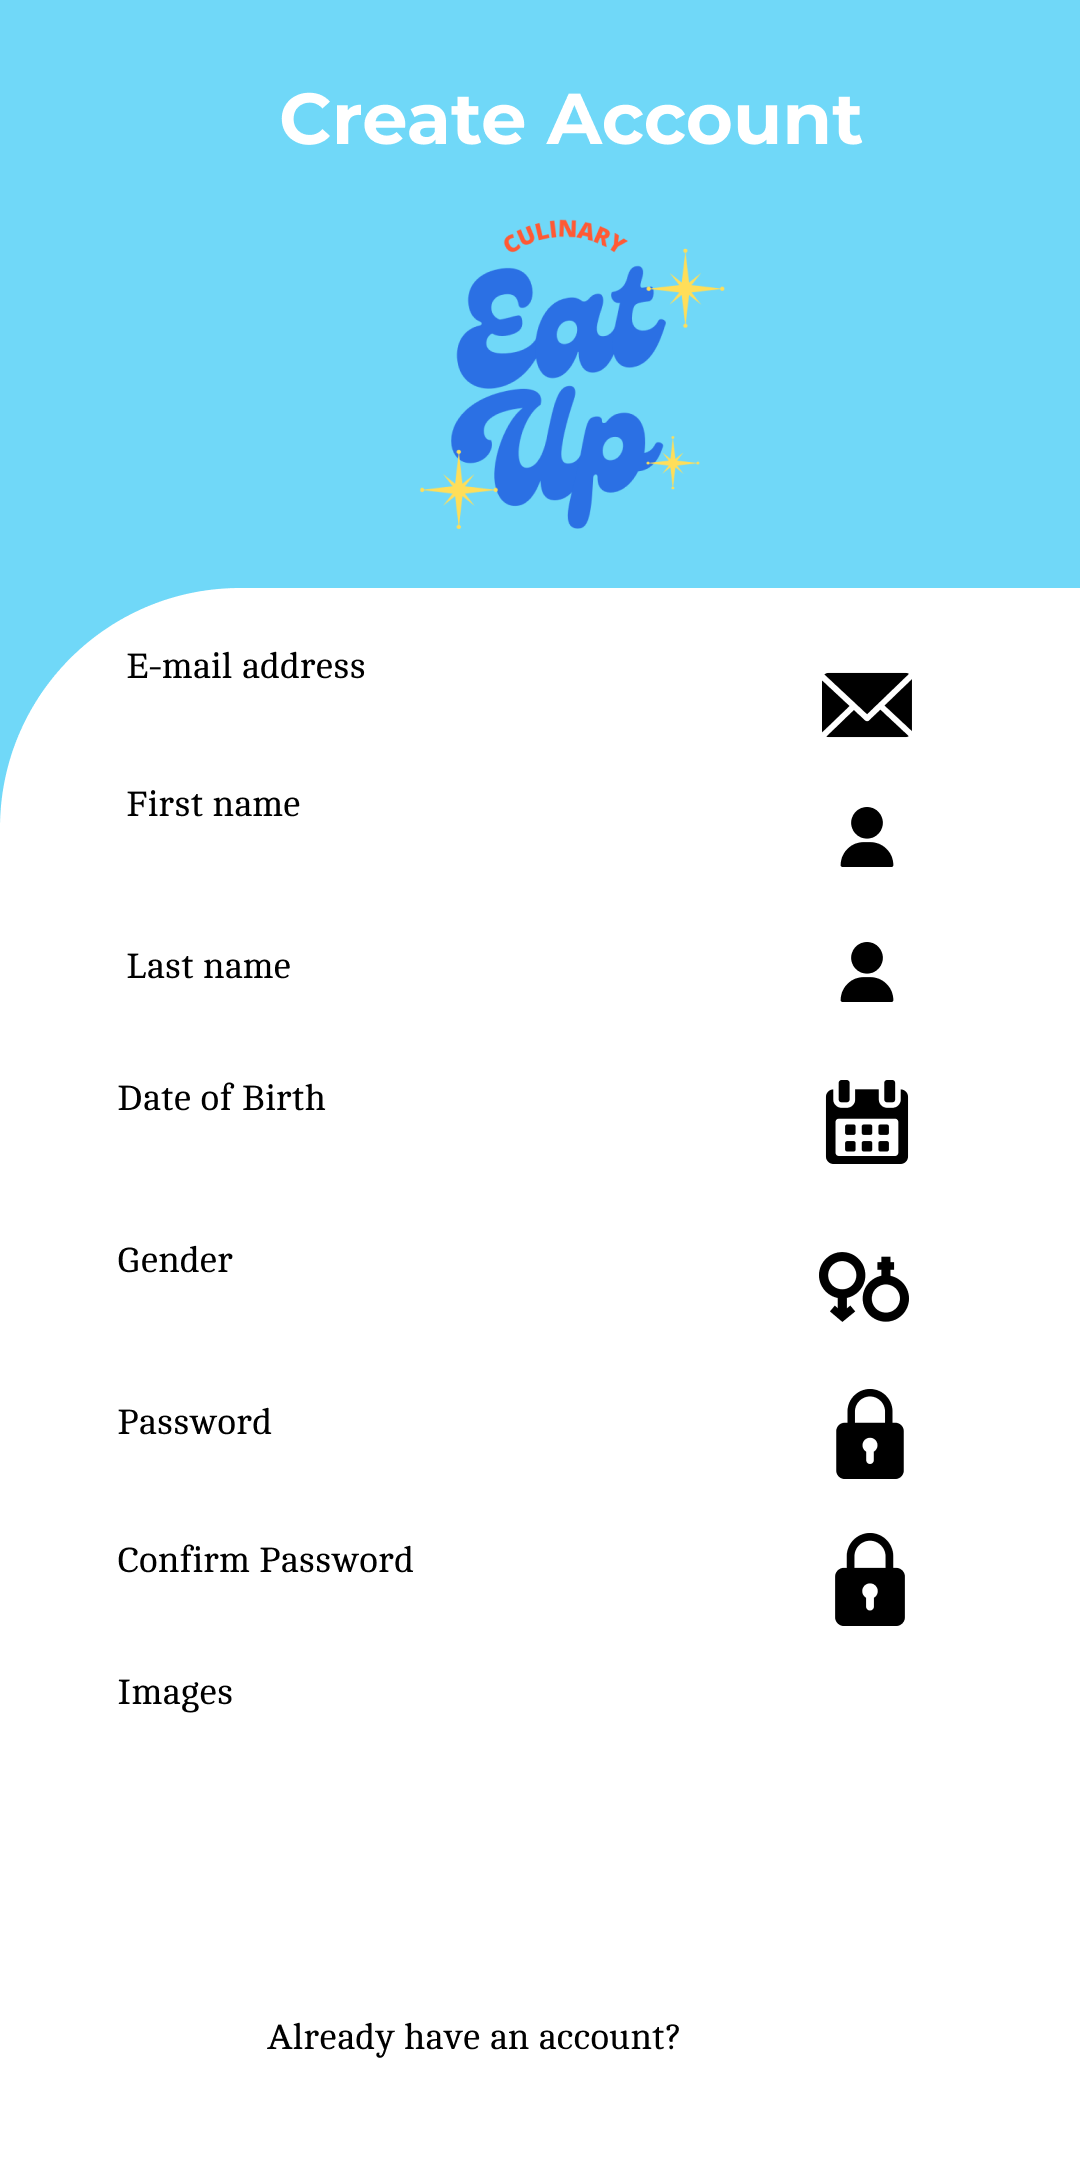 Create Account
CULINARY
Eat
Up
E-mail address
First name
Last name
Date of Birth
Gender
Password
Confirm Password
Images
Already have an account?